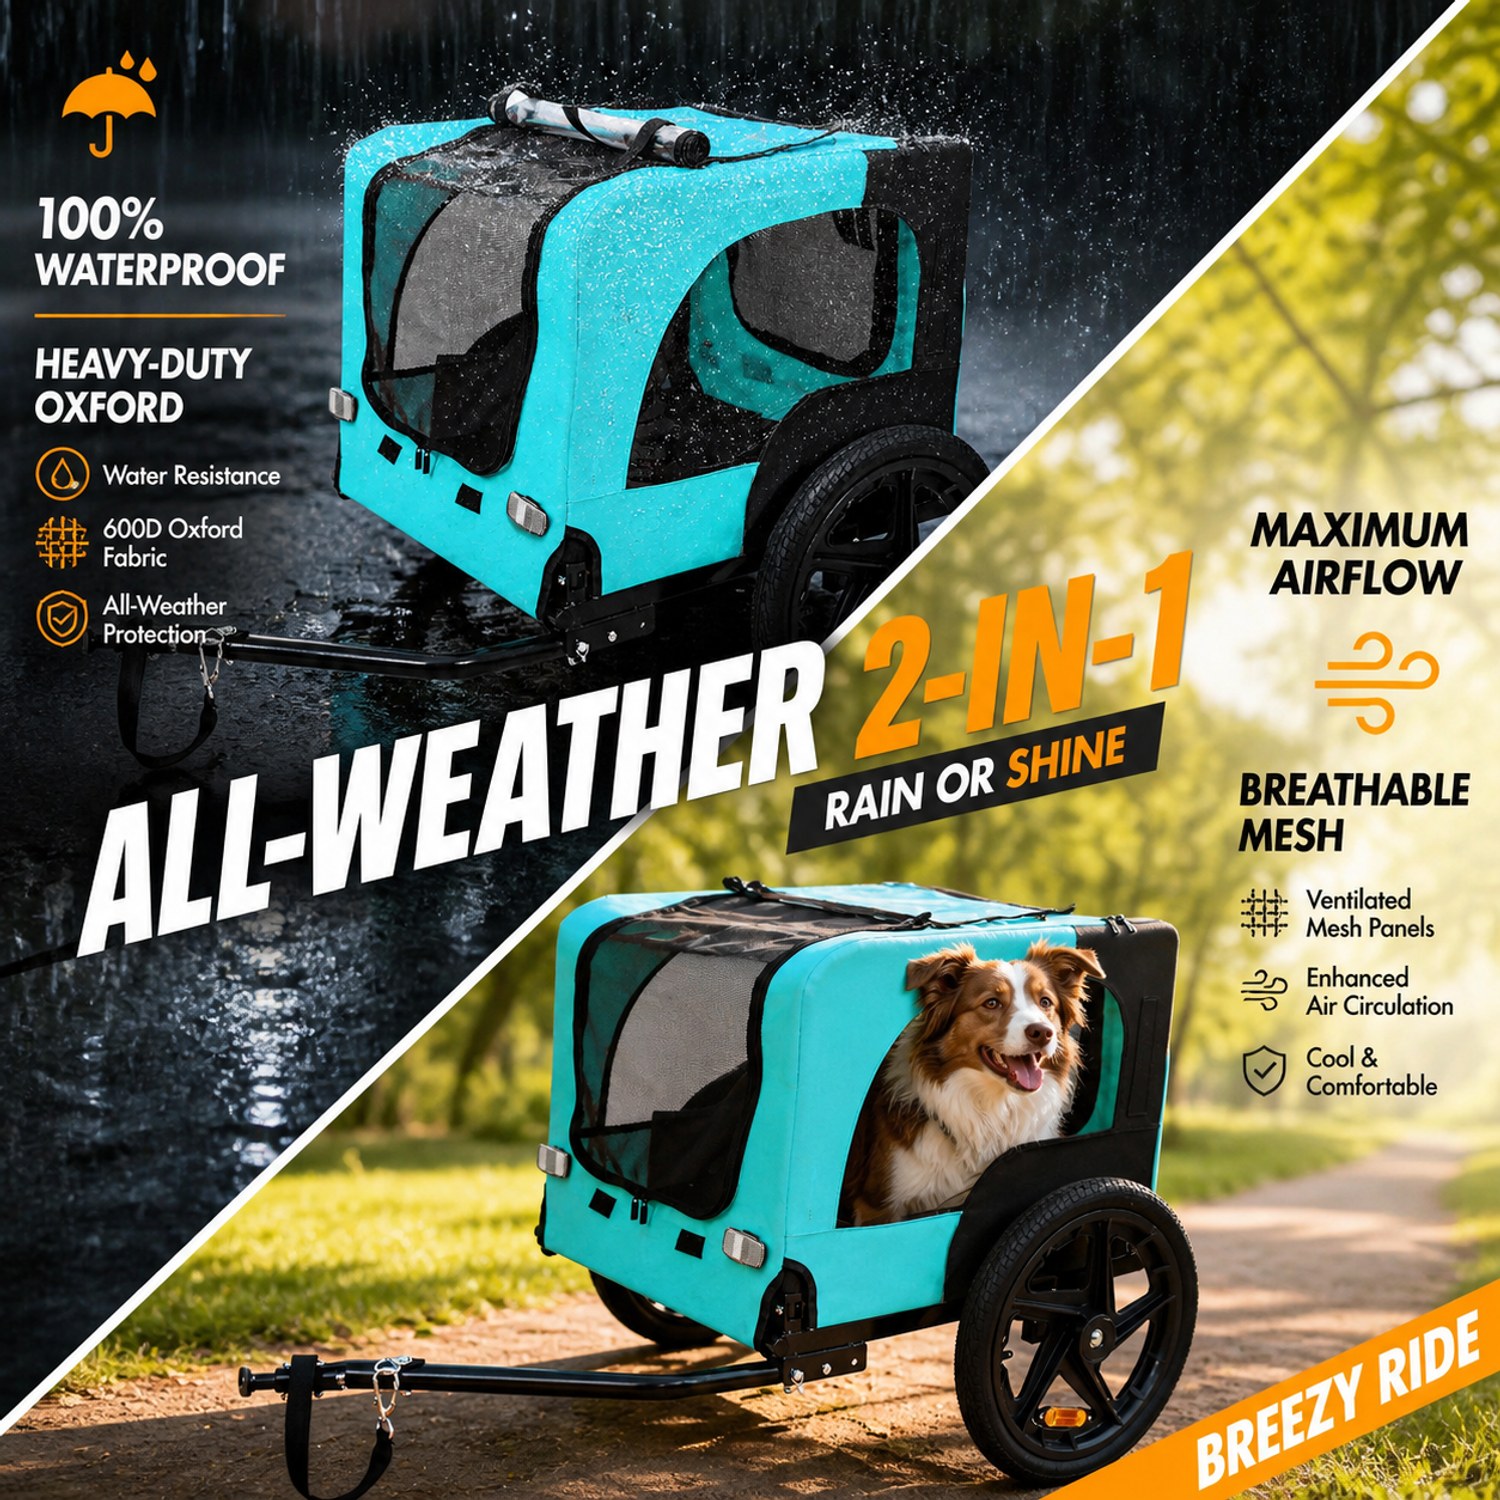 100%
WATERPROOF
HEAVY-DUTY
OXFORD
Water Resistance
600D Oxford
Fabric
All-Weather
Protection
ALL-WEATHER 2-IN-1
RAIN OR SHINE
MAXIMUM
AIRFLOW
BREATHABLE
MESH
Ventilated
Mesh Panels
Enhanced
Air Circulation
Cool &
Comfortable
BREEZY RIDE